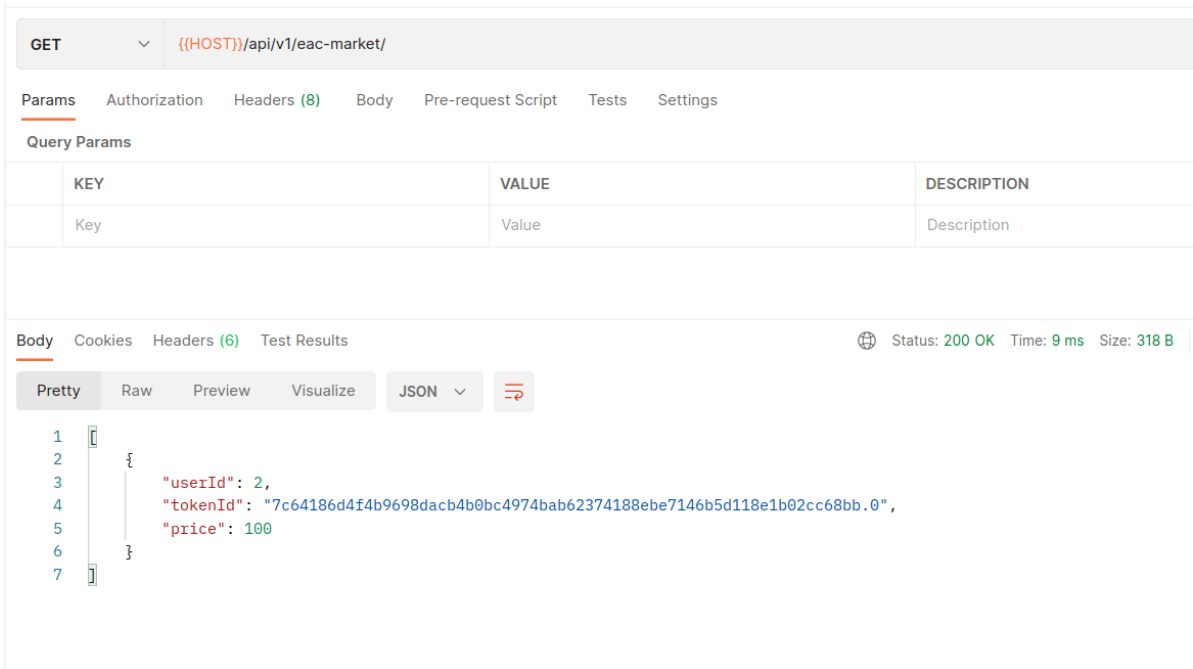 GET {{HOST}}/api/v1/eac-market/
Params Authorization Headers (8) Body Pre-request Script Tests Settings
Query Params
KEY VALUE DESCRIPTION
Key Value Description
Body Cookies Headers (6) Test Results Status: 200 OK Time: 9 ms Size: 318 B
Pretty Raw Preview Visualize JSON
1 [
2 {
3 "userId": 2,
4 "tokenId": "7c64186d4f4b9698dacb4b0bc4974bab62374188ebe7146b5d118e1b02cc68bb.0",
5 "price": 100
6 }
7 ]